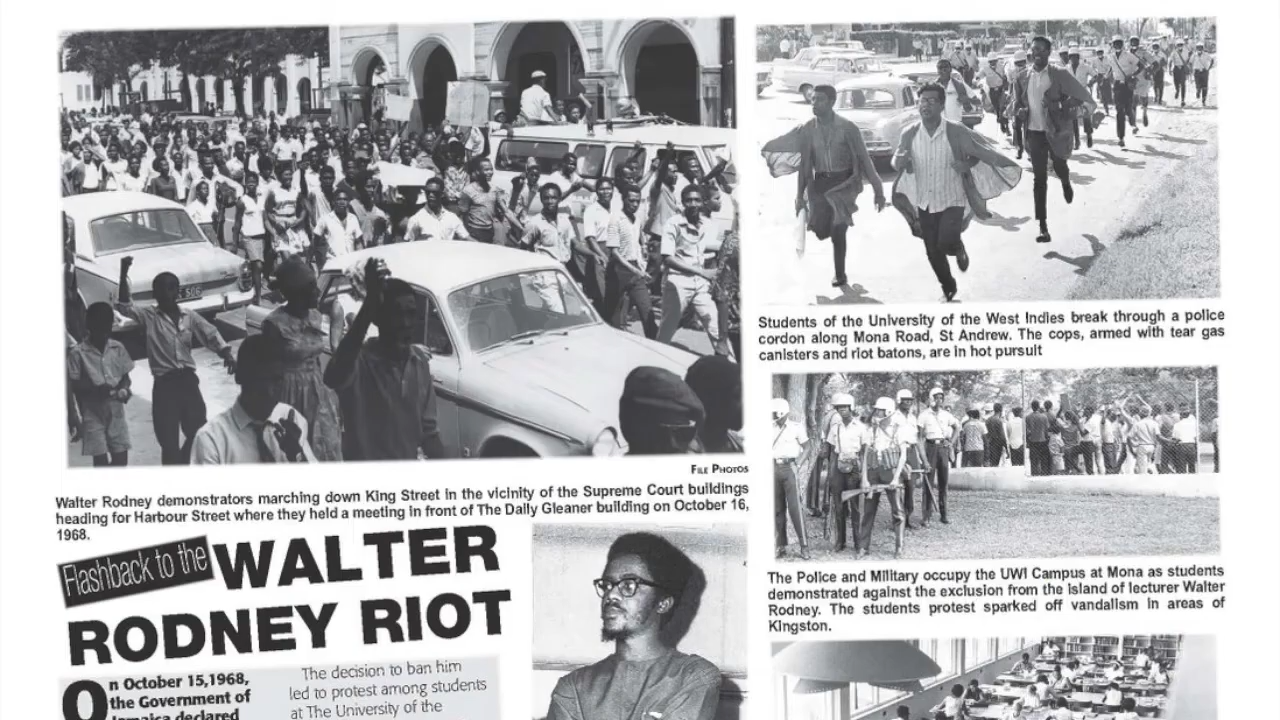 FILE PHOTOS
Walter Rodney demonstrators marching down King Street in the vicinity of the Supreme Court buildings
heading for Harbour Street where they held a meeting in front of The Daily Gleaner building on October 16,
1968.
Flashback to the
WALTER
RODNEY RIOT
On October 15,1968,
the Government of
Jamaica declared
The decision to ban him
led to protest among students
at The University of the
Students of the University of the West Indies break through a police
cordon along Mona Road, St Andrew. The cops, armed with tear gas
canisters and riot batons, are in hot pursuit
The Police and Military occupy the UWI Campus at Mona as students
demonstrated against the exclusion from the island of lecturer Walter
Rodney. The students protest sparked off vandalism in areas of
Kingston.